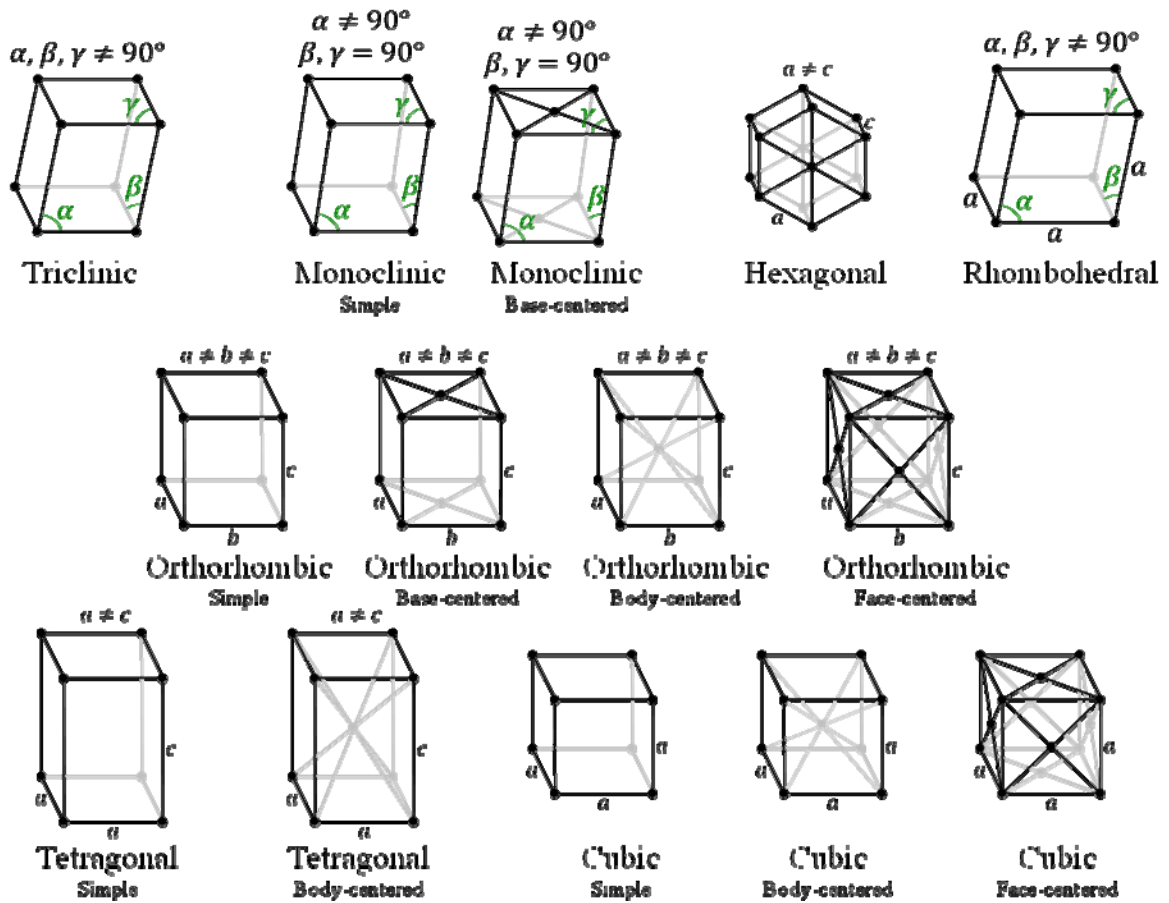 α, β, γ ≠ 90°
α ≠ 90°
β, γ = 90°
α ≠ 90°
β, γ = 90°
a ≠ c
α, β, γ ≠ 90°
γ
β
α
γ
β
α
γ
β
α
c
a
γ
β
α
a
a
a
Triclinic
Monoclinic
Simple
Monoclinic
Base-centered
Hexagonal
Rhombohedral
a ≠ b ≠ c
a ≠ b ≠ c
a ≠ b ≠ c
a ≠ b ≠ c
c
a
b
c
a
b
c
a
b
c
a
b
Orthorhombic
Simple
Orthorhombic
Base-centered
Orthorhombic
Body-centered
Orthorhombic
Face-centered
a ≠ c
a ≠ c
c
a
a
c
a
a
a
a
a
a
a
a
a
a
a
Tetragonal
Simple
Tetragonal
Body-centered
Cubic
Simple
Cubic
Body-centered
Cubic
Face-centered